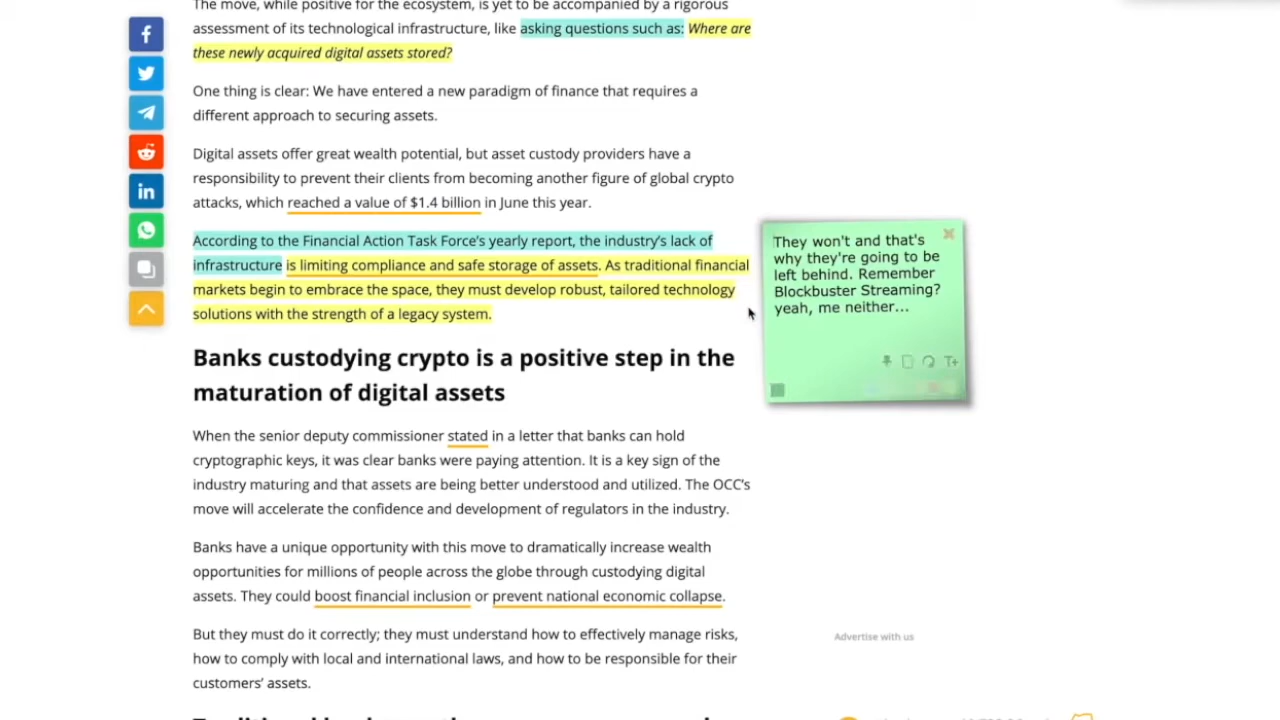 The move, while positive for the ecosystem, is yet to be accompanied by a rigorous
assessment of its technological infrastructure, like asking questions such as: Where are
these newly acquired digital assets stored?
One thing is clear: We have entered a new paradigm of finance that requires a
different approach to securing assets.
Digital assets offer great wealth potential, but asset custody providers have a
responsibility to prevent their clients from becoming another figure of global crypto
attacks, which reached a value of $1.4 billion in June this year.
According to the Financial Action Task Force's yearly report, the industry's lack of
infrastructure is limiting compliance and safe storage of assets. As traditional financial
markets begin to embrace the space, they must develop robust, tailored technology
solutions with the strength of a legacy system.
They won't and that's
why they're going to be
left behind. Remember
Blockbuster Streaming?
yeah, me neither...
T+
Banks custodying crypto is a positive step in the
maturation of digital assets
When the senior deputy commissioner stated in a letter that banks can hold
cryptographic keys, it was clear banks were paying attention. It is a key sign of the
industry maturing and that assets are being better understood and utilized. The OCC's
move will accelerate the confidence and development of regulators in the industry.
Banks have a unique opportunity with this move to dramatically increase wealth
opportunities for millions of people across the globe through custodying digital
assets. They could boost financial inclusion or prevent national economic collapse.
But they must do it correctly; they must understand how to effectively manage risks,
how to comply with local and international laws, and how to be responsible for their
customers' assets.
Advertise with us